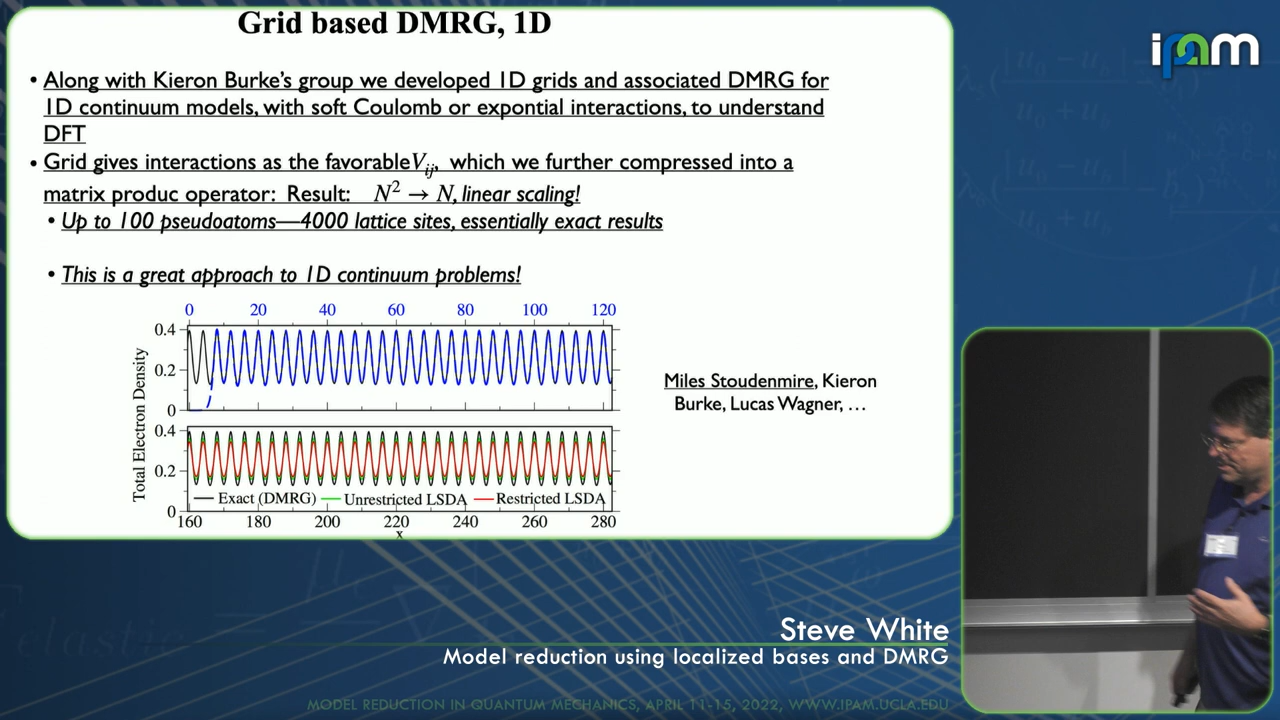 Grid based DMRG, 1D
ipam
• Along with Kieron Burke's group we developed 1D grids and associated DMRG for
1D continuum models, with soft Coulomb or expontial interactions, to understand
DFT
• Grid gives interactions as the favorable V_ij, which we further compressed into a
matrix produc operator: Result: N² → N, linear scaling!
• Up to 100 pseudoatoms—4000 lattice sites, essentially exact results
• This is a great approach to 1D continuum problems!
0 20 40 60 80 100 120
0.4
0.2
0
Total Electron Density
0.4
0.2
0
Exact (DMRG) Unrestricted LSDA Restricted LSDA
160 180 200 220 240 260 280
x
Miles Stoudenmire, Kieron
Burke, Lucas Wagner, …
Steve White
Model reduction using localized bases and DMRG
MODEL REDUCTION IN QUANTUM MECHANICS, APRIL 11-15, 2022, WWW.IPAM.UCLA.EDU